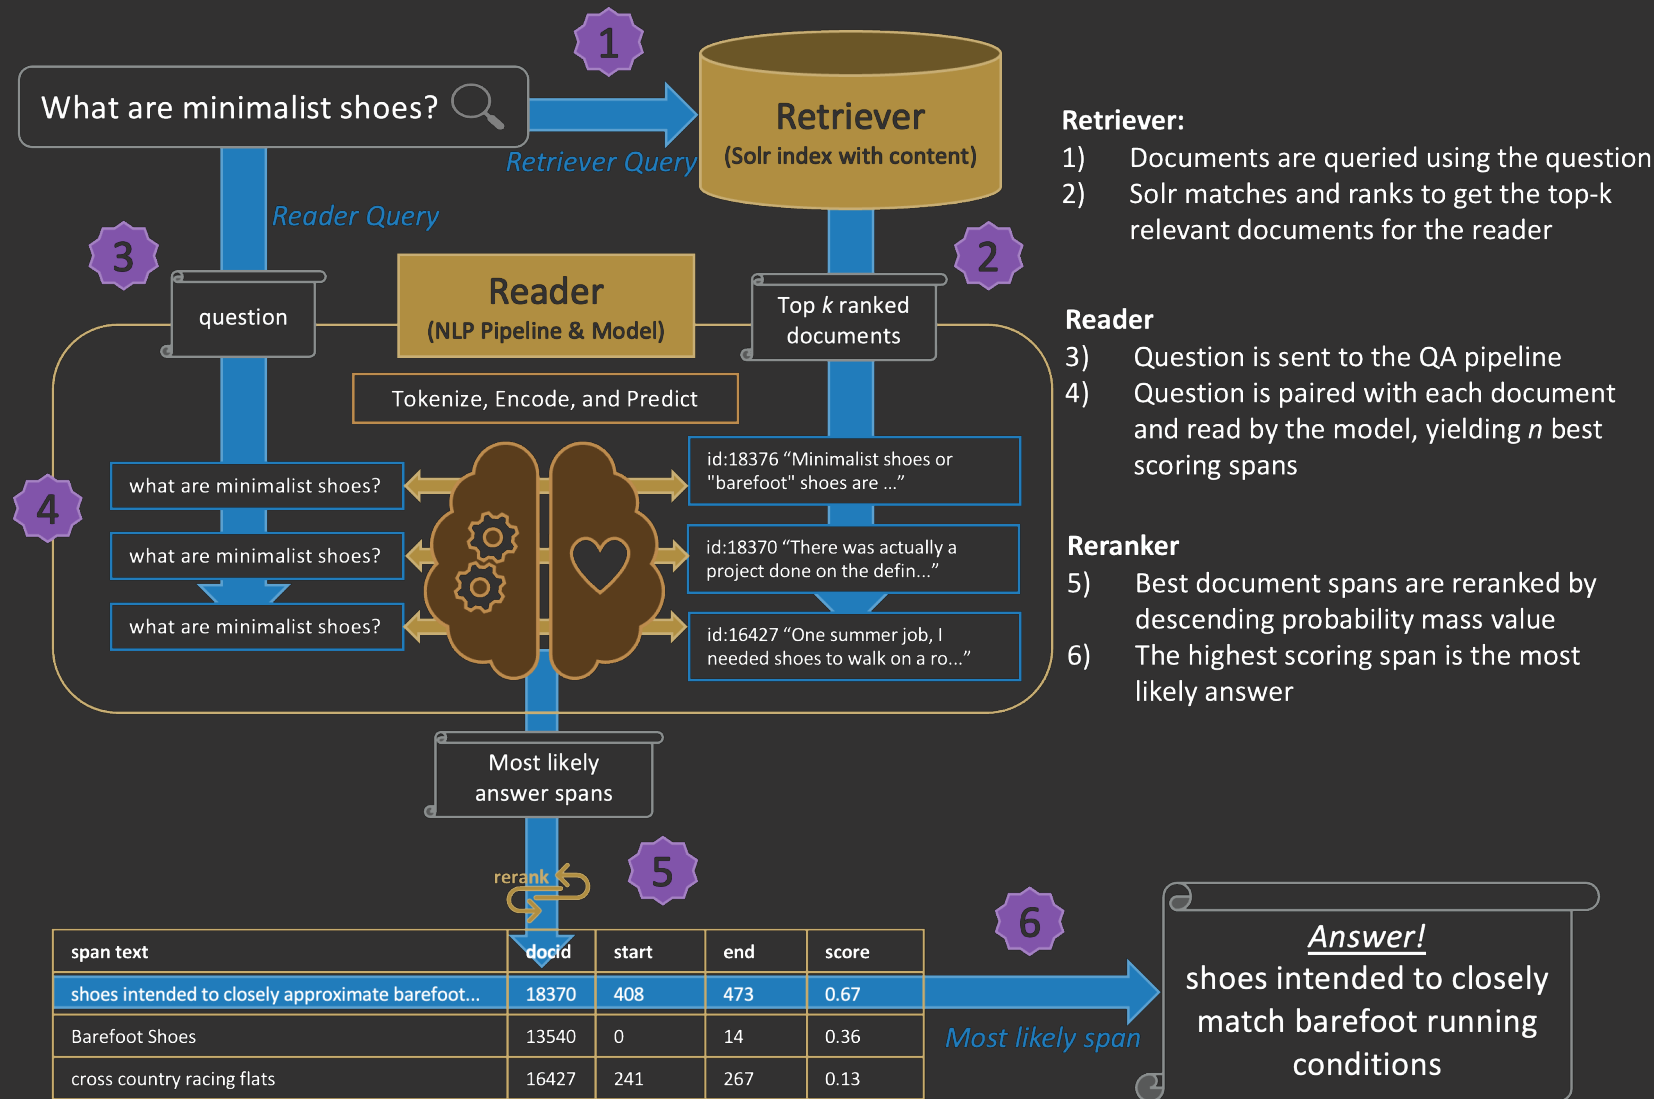 1
What are minimalist shoes?
Retriever
(Solr index with content)
Retriever Query
Reader Query
3
2
question
Reader
(NLP Pipeline & Model)
Top k ranked
documents
Tokenize, Encode, and Predict
4
what are minimalist shoes?
id:18376 “Minimalist shoes or
"barefoot" shoes are ...”
what are minimalist shoes?
id:18370 “There was actually a
project done on the defin...”
what are minimalist shoes?
id:16427 “One summer job, I
needed shoes to walk on a ro...”
Most likely
answer spans
rerank
5
span text docid start end score
shoes intended to closely approximate barefoot... 18370 408 473 0.67
Barefoot Shoes 13540 0 14 0.36
cross country racing flats 16427 241 267 0.13
6
Most likely span
Answer!
shoes intended to closely
match barefoot running
conditions
Retriever:
1) Documents are queried using the question
2) Solr matches and ranks to get the top-k
relevant documents for the reader
Reader
3) Question is sent to the QA pipeline
4) Question is paired with each document
and read by the model, yielding n best
scoring spans
Reranker
5) Best document spans are reranked by
descending probability mass value
6) The highest scoring span is the most
likely answer